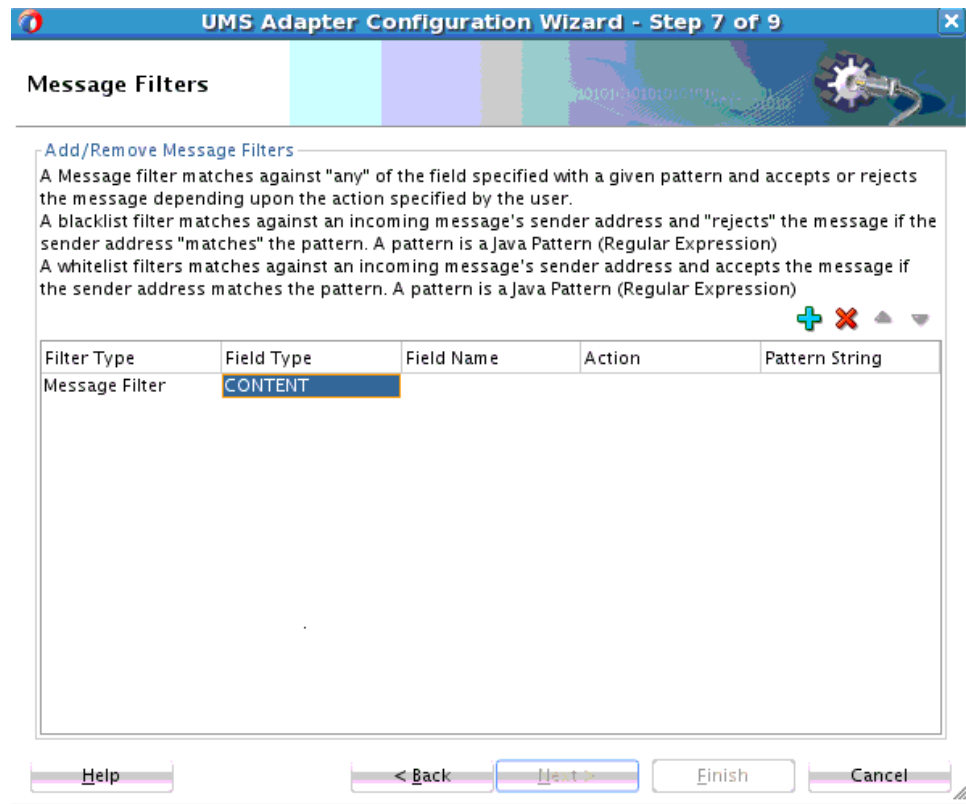 UMS Adapter Configuration Wizard - Step 7 of 9
Message Filters
Add/Remove Message Filters
A Message filter matches against "any" of the field specified with a given pattern and accepts or rejects
the message depending upon the action specified by the user.
A blacklist filter matches against an incoming message's sender address and "rejects" the message if the
sender address "matches" the pattern. A pattern is a Java Pattern (Regular Expression)
A whitelist filters matches against an incoming message's sender address and accepts the message if
the sender address matches the pattern. A pattern is a Java Pattern (Regular Expression)
Filter Type Field Type Field Name Action Pattern String
Message Filter CONTENT
Help < Back Next > Finish Cancel